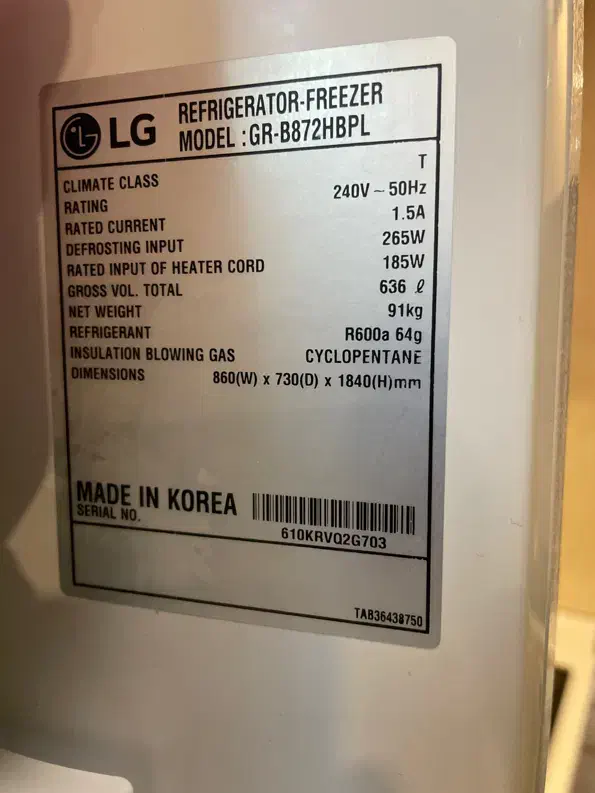 LG
REFRIGERATOR-FREEZER
MODEL : GR-B872HBPL
CLIMATE CLASS T
RATING 240V ~ 50Hz
RATED CURRENT 1.5A
DEFROSTING INPUT 265W
RATED INPUT OF HEATER CORD 185W
GROSS VOL. TOTAL 636 ℓ
NET WEIGHT 91kg
REFRIGERANT R600a 64g
INSULATION BLOWING GAS CYCLOPENTANE
DIMENSIONS 860(W) x 730(D) x 1840(H)mm
MADE IN KOREA
SERIAL NO.
610KRVQ2G703
TAB36438750